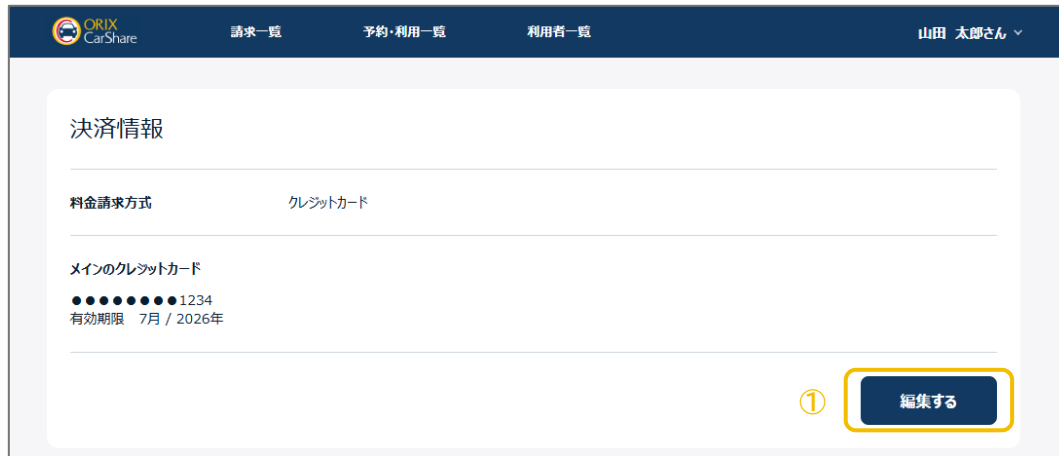 ORIX
CarShare
請求一覧 予約・利用一覧 利用者一覧 山田 太郎さん
決済情報
料金請求方式 クレジットカード
メインのクレジットカード
●●●●●●●●1234
有効期限 7月 / 2026年
① 編集する